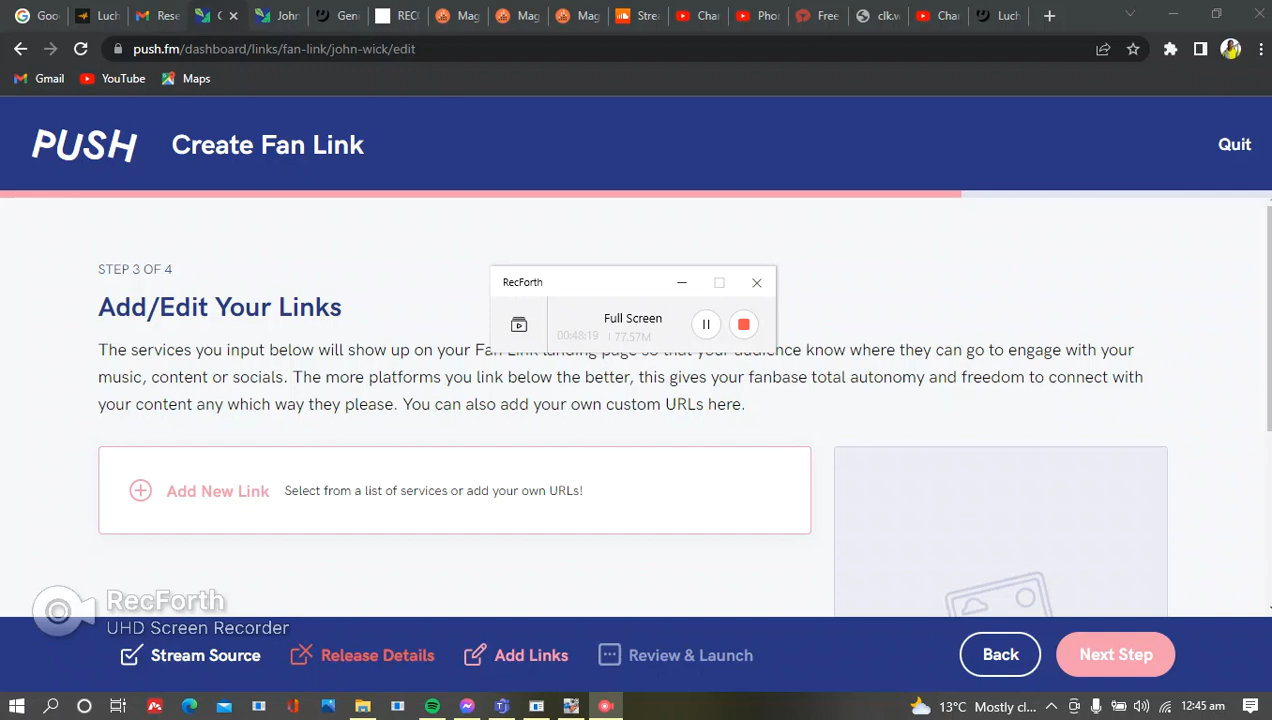 Goo
Luch
Rese
C
John
Gene
RECO
Mag
Mag
Mag
Strea
Char
Phor
Free
clk.w
Char
Luch
push.fm/dashboard/links/fan-link/john-wick/edit
Gmail
YouTube
Maps
PUSH
Create Fan Link
Quit
STEP 3 OF 4
Add/Edit Your Links
The services you input below will show up on your Fan Link landing page so that your audience know where they can go to engage with your
music, content or socials. The more platforms you link below the better, this gives your fanbase total autonomy and freedom to connect with
your content any which way they please. You can also add your own custom URLs here.
RecForth
Full Screen
00:48:19 | 77.57M
Add New Link
Select from a list of services or add your own URLs!
RecForth
UHD Screen Recorder
Stream Source
Release Details
Add Links
Review & Launch
Back
Next Step
13°C Mostly cl...
12:45 am